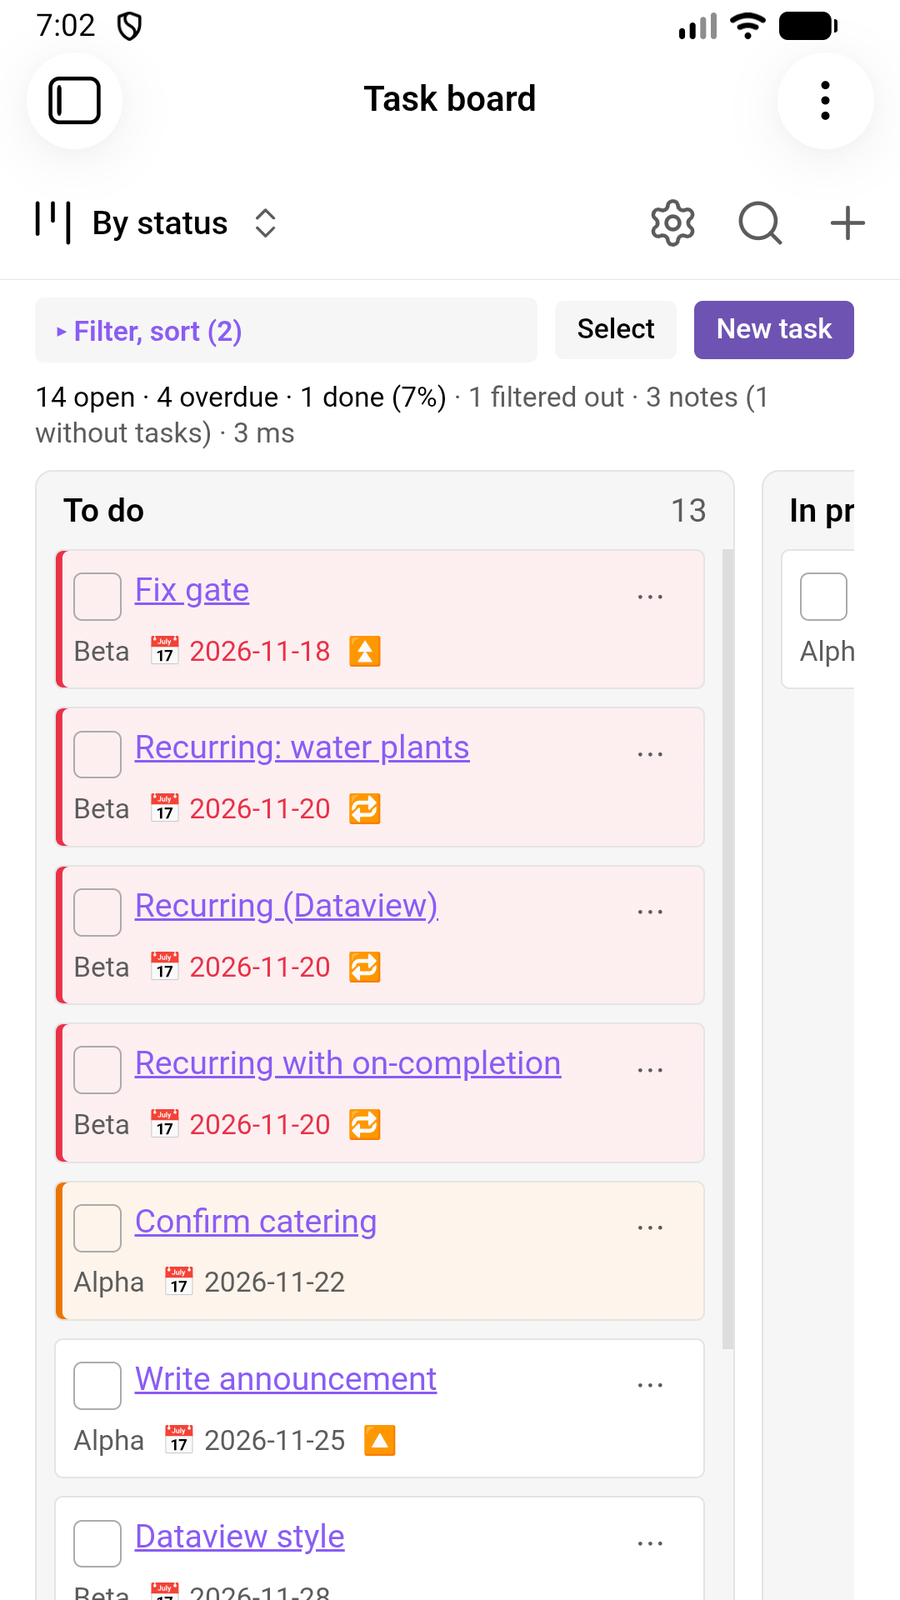 7:02
Task board
By status
Filter, sort (2)
Select
New task
14 open · 4 overdue · 1 done (7%) · 1 filtered out · 3 notes (1
without tasks) · 3 ms
To do 13
In pr
Fix gate
Beta 📅 2026-11-18 ⏫
Alph
Recurring: water plants
Beta 📅 2026-11-20 🔁
Recurring (Dataview)
Beta 📅 2026-11-20 🔁
Recurring with on-completion
Beta 📅 2026-11-20 🔁
Confirm catering
Alpha 📅 2026-11-22
Write announcement
Alpha 📅 2026-11-25 🔼
Dataview style
Beta 📅 2026-11-28